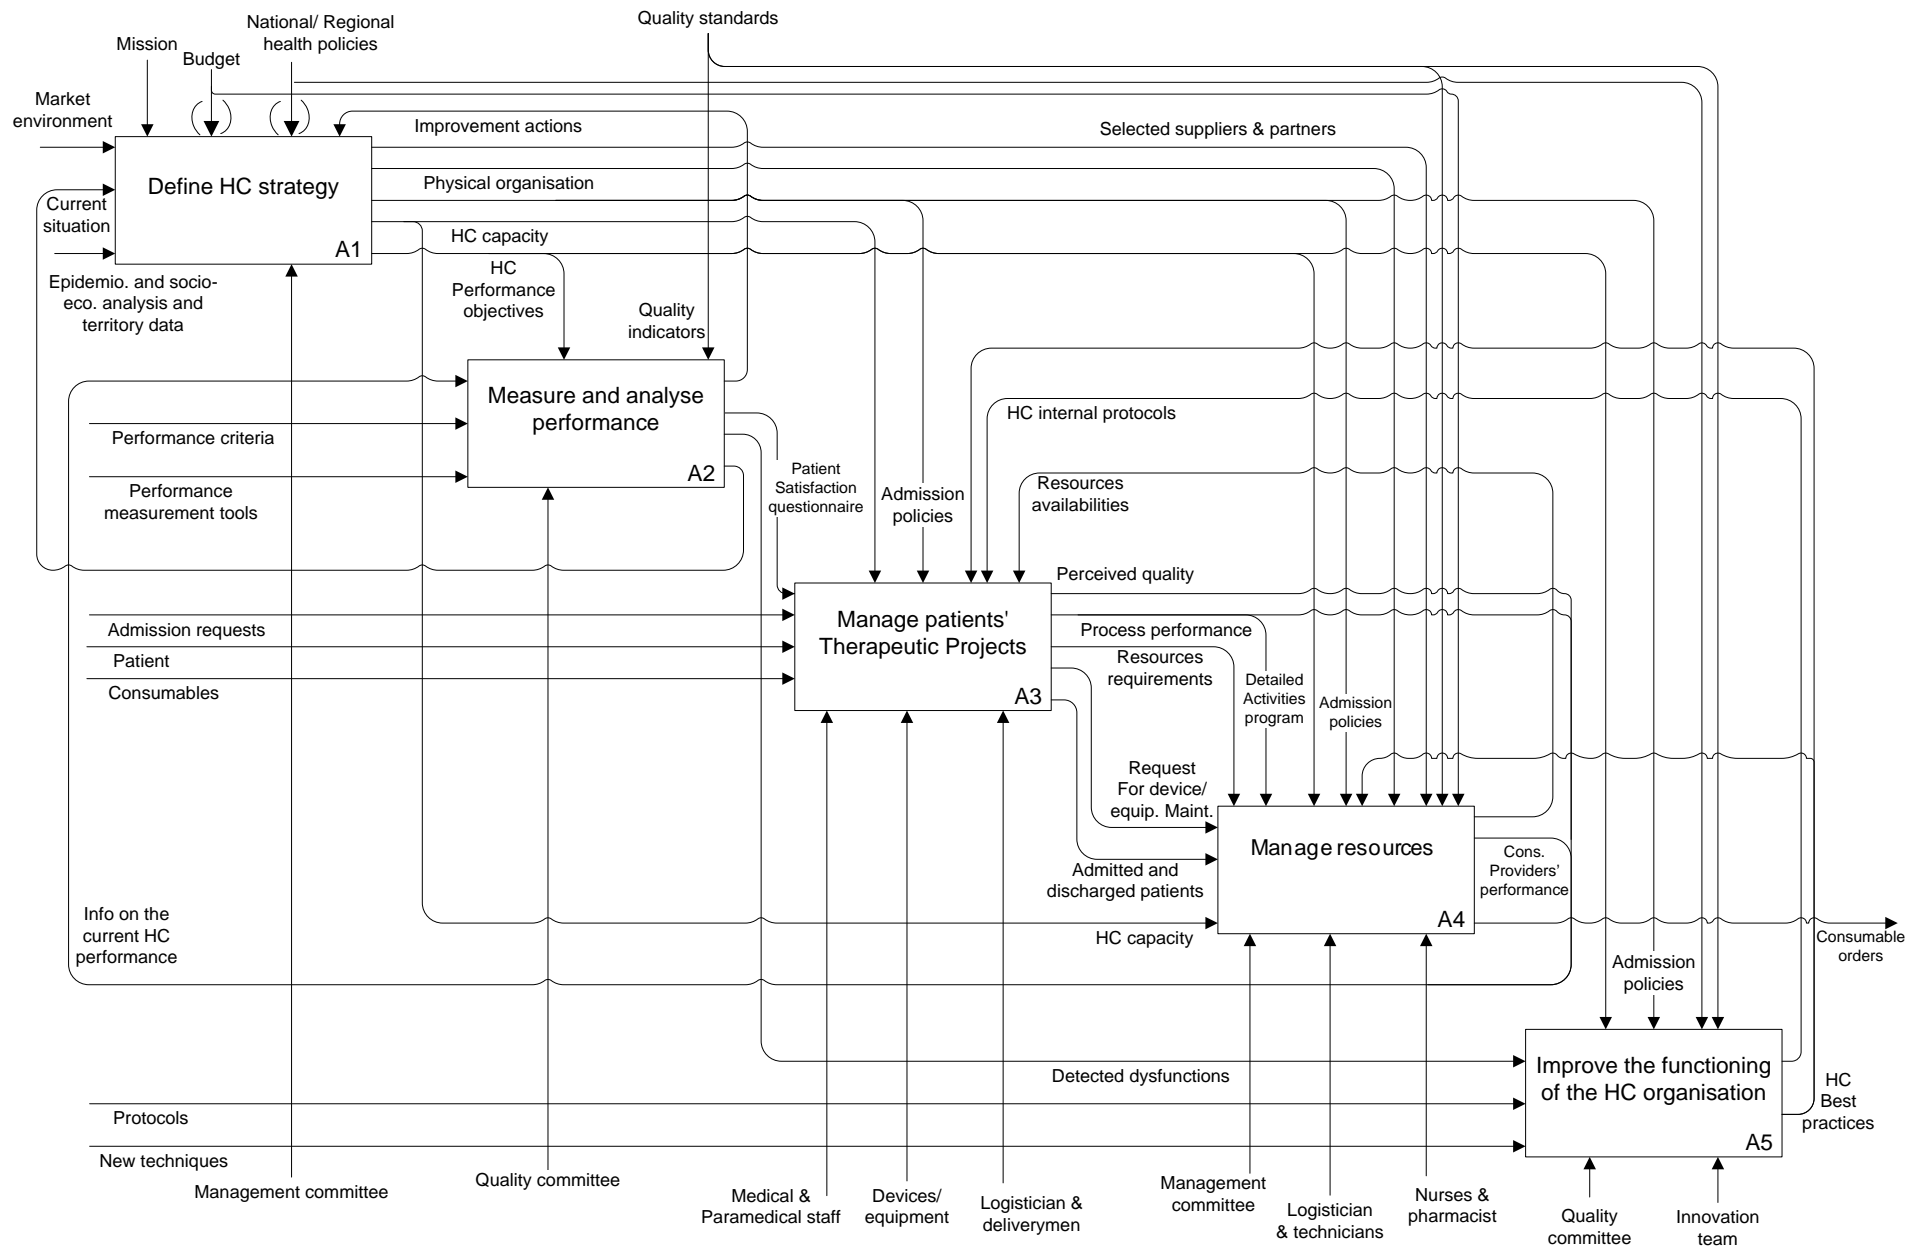 Quality standards
National/ Regional
health policies
Mission
Budget
Market
environment
Improvement actions
Selected suppliers & partners
Define HC strategy
Physical organisation
Current
situation
HC capacity
A1
HC
Performance
objectives
Epidemio. and socio-
eco. analysis and
territory data
Quality
indicators
Measure and analyse
performance
A2
HC internal protocols
Performance criteria
Performance
measurement tools
Patient
Satisfaction
questionnaire
Admission
policies
Resources
availabilities
Perceived quality
Manage patients'
Therapeutic Projects
A3
Admission requests
Patient
Consumables
Process performance
Resources
requirements
Detailed
Activities
program
Admission
policies
Request
For device/
equip. Maint.
Manage resources
A4
Cons.
Providers’
performance
Admitted and
discharged patients
Info on the
current HC
performance
HC capacity
Consumable
orders
Admission
policies
Improve the functioning
of the HC organisation
A5
Detected dysfunctions
HC
Best
practices
Protocols
New techniques
Management committee
Quality committee
Medical &
Paramedical staff
Devices/
equipment
Logistician &
deliverymen
Management
committee
Logistician
& technicians
Nurses &
pharmacist
Quality
committee
Innovation
team